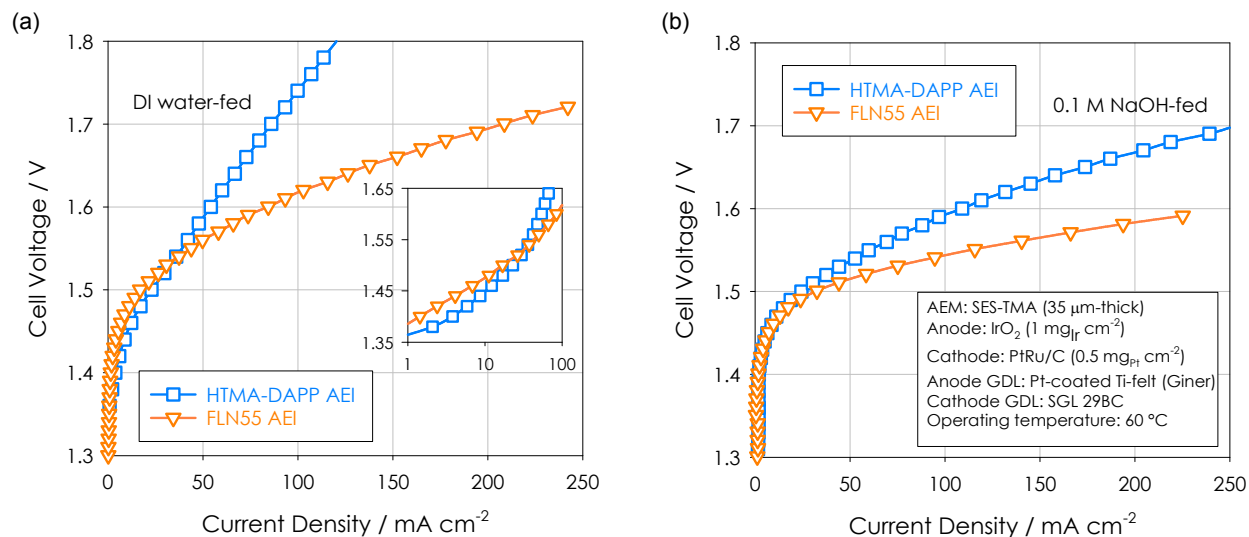 (a)
1.8
1.7
1.6
1.5
1.4
1.3
Cell Voltage / V
DI water-fed
1.65
1.55
1.45
1.35
1
10
100
HTMA-DAPP AEI
FLN55 AEI
0
50
100
150
200
250
Current Density / mA cm-2
(b)
1.8
1.7
1.6
1.5
1.4
1.3
Cell Voltage / V
HTMA-DAPP AEI
FLN55 AEI
0.1 M NaOH-fed
AEM: SES-TMA (35 μm-thick)
Anode: IrO2 (1 mgIr cm-2)
Cathode: PtRu/C (0.5 mgPt cm-2)
Anode GDL: Pt-coated Ti-felt (Giner)
Cathode GDL: SGL 29BC
Operating temperature: 60 ºC
0
50
100
150
200
250
Current Density / mA cm-2